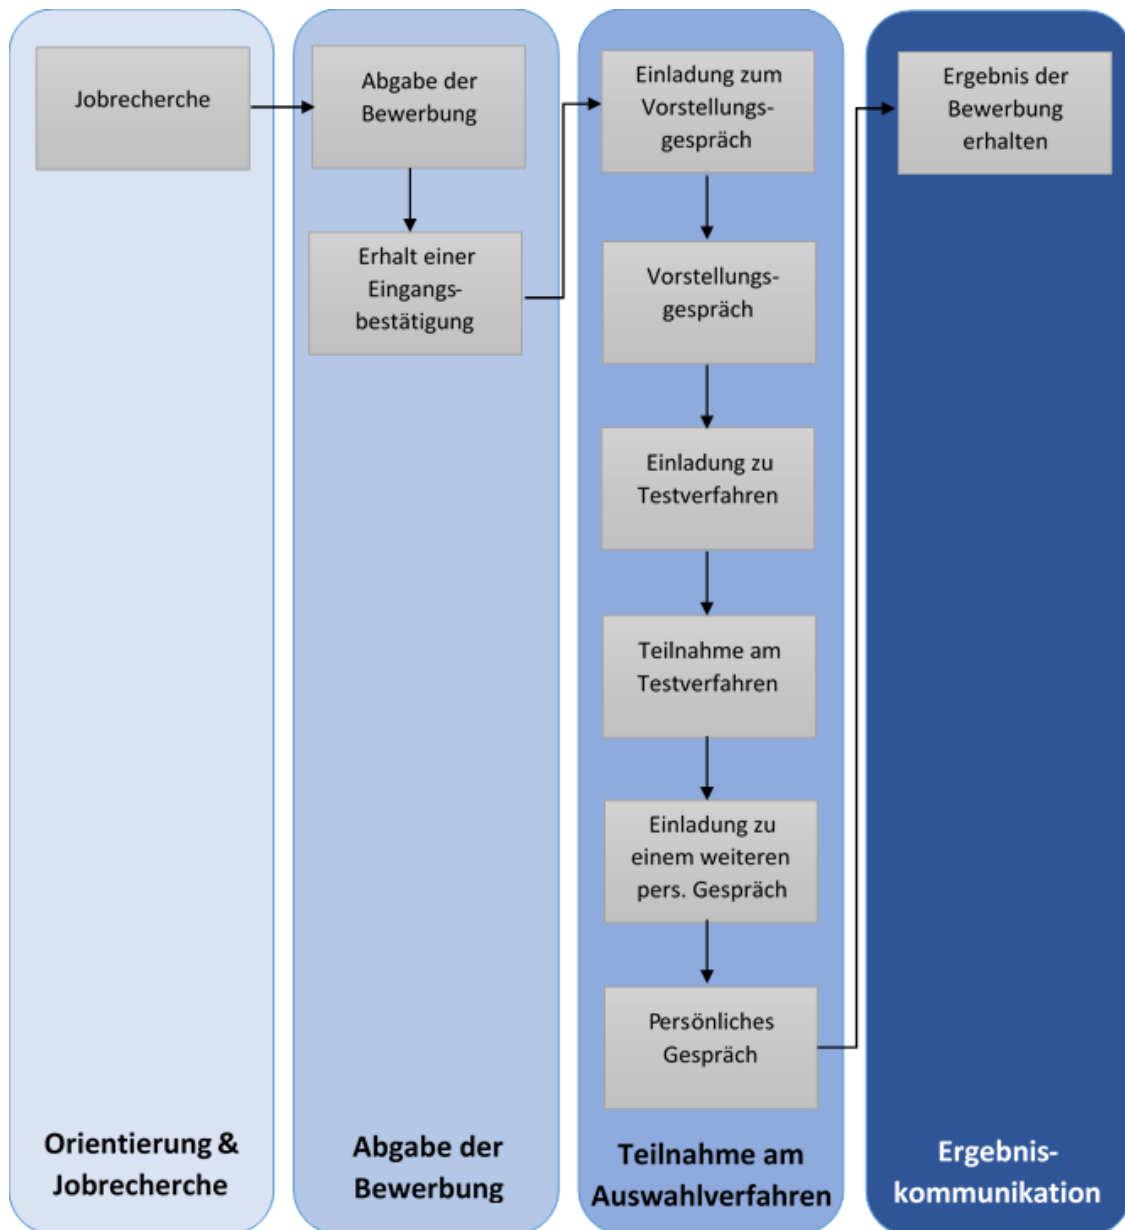 Jobrecherche
Abgabe der
Bewerbung
Erhalt einer
Eingangs-
bestätigung
Einladung zum
Vorstellungs-
gespräch
Vorstellungs-
gespräch
Einladung zu
Testverfahren
Teilnahme am
Testverfahren
Einladung zu
einem weiteren
pers. Gespräch
Persönliches
Gespräch
Ergebnis der
Bewerbung
erhalten
Orientierung &
Jobrecherche
Abgabe der
Bewerbung
Teilnahme am
Auswahlverfahren
Ergebnis-
kommunikation